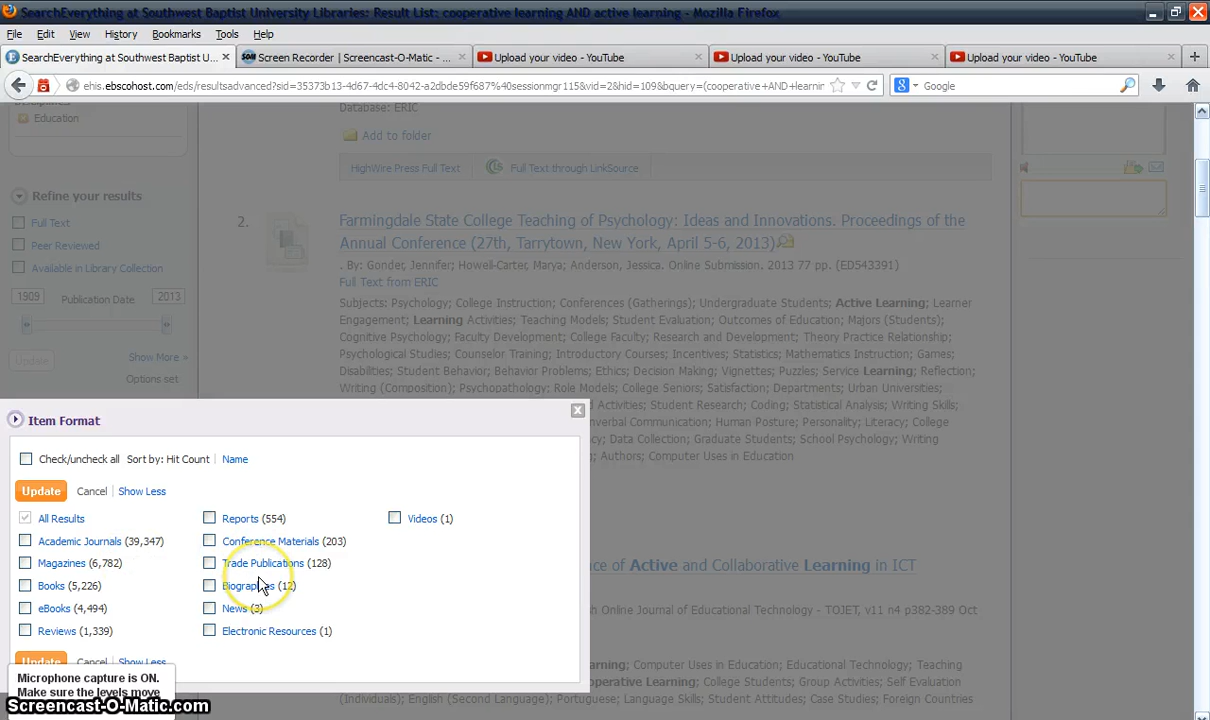 SearchEverything at Southwest Baptist University Libraries: Result List: cooperative learning AND active learning - Mozilla Firefox
File Edit View History Bookmarks Tools Help
SearchEverything at Southwest Baptist U... × SOM Screen Recorder | Screencast-O-Matic - ... × Upload your video - YouTube × Upload your video - YouTube × Upload your video - YouTube ×
ehis.ebscohost.com/eds/resultsadvanced?sid=35373b13-4d67-4dc4-8042-a2dbde59f687%40sessionmgr115&vid=2&hid=109&bquery=(cooperative+AND+learnin Google
Education
Database: ERIC
Add to folder
HighWire Press Full Text Full Text through LinkSource
Refine your results
Full Text
Peer Reviewed
Available in Library Collection
1909 Publication Date 2013
Update Show More »
Options set
2. Farmingdale State College Teaching of Psychology: Ideas and Innovations. Proceedings of the
Annual Conference (27th, Tarrytown, New York, April 5-6, 2013)
. By: Gonder, Jennifer; Howell-Carter, Marya; Anderson, Jessica. Online Submission. 2013 77 pp. (ED543391)
Full Text from ERIC
Subjects: Psychology; College Instruction; Conferences (Gatherings); Undergraduate Students; Active Learning; Learner
Engagement; Learning Activities; Teaching Models; Student Evaluation; Outcomes of Education; Majors (Students);
Cognitive Psychology; Faculty Development; College Faculty; Research and Development; Theory Practice Relationship;
Psychological Studies; Counselor Training; Introductory Courses; Incentives; Statistics; Mathematics Instruction; Games;
Disabilities; Student Behavior; Behavior Problems; Ethics; Decision Making; Vignettes; Puzzles; Service Learning; Reflection;
Writing (Composition); Psychopathology; Role Models; College Seniors; Satisfaction; Departments; Urban Universities;
Activities; Student Research; Coding; Statistical Analysis; Writing Skills;
Communication; Human Posture; Personality; Literacy; College
Data Collection; Graduate Students; School Psychology; Writing
Authors; Computer Uses in Education
ce of Active and Collaborative Learning in ICT
sh Online Journal of Educational Technology - TOJET, v11 n4 p382-389 Oct
arning; Computer Uses in Education; Educational Technology; Teaching
operative Learning; College Students; Group Activities; Self Evaluation
(Individuals); English (Second Language); Portuguese; Language Skills; Student Attitudes; Case Studies; Foreign Countries
Item Format
Check/uncheck all Sort by: Hit Count | Name
Update Cancel Show Less
All Results Reports (554) Videos (1)
Academic Journals (39,347) Conference Materials (203)
Magazines (6,782) Trade Publications (128)
Books (5,226) Biographies (12)
eBooks (4,494) News (3)
Reviews (1,339) Electronic Resources (1)
Update Cancel Show Less
Microphone capture is ON.
Make sure the levels move
Screencast-O-Matic.com